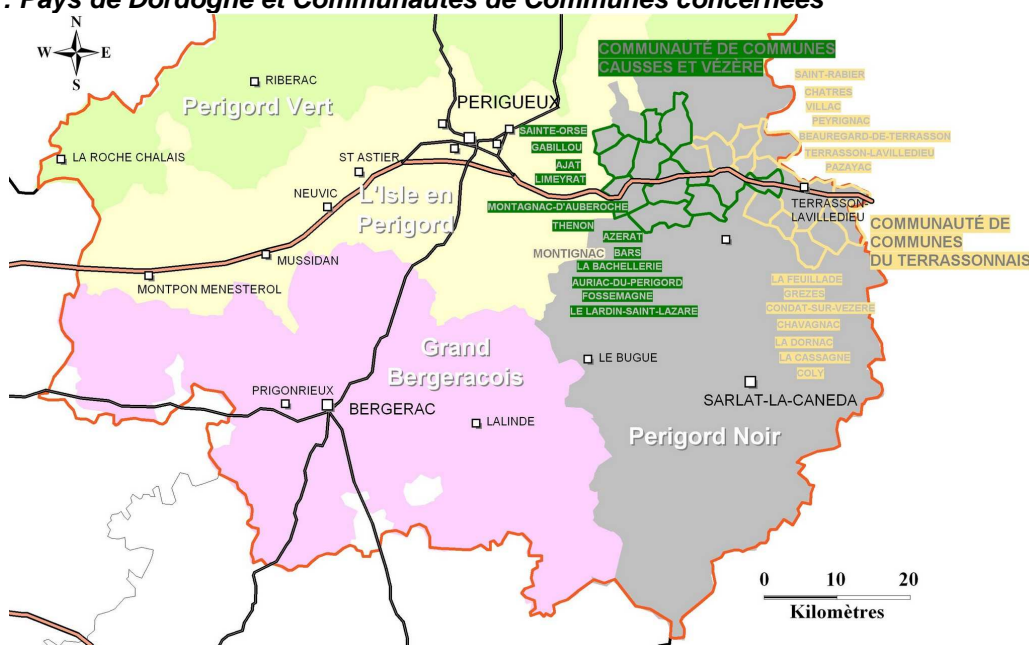 : Pays de Dordogne et Communautés de Communes concernées
N
W E
S
RIBERAC
Perigord Vert
LA ROCHE CHALAIS
PERIGUEUX
ST ASTIER
NEUVIC
L'Isle en
Perigord
MUSSIDAN
MONTPON MENESTEROL
COMMUNAUTÉ DE COMMUNES
CAUSSES ET VÉZÈRE
SAINTE-ORSE
GABILLOU
AJAT
LIMEYRAT
MONTAGNAC-D'AUBEROCHE
THENON
AZERAT
MONTIGNAC
BARS
LA BACHELLERIE
AURIAC-DU-PERIGORD
FOSSEMAGNE
LE LARDIN-SAINT-LAZARE
SAINT-RABIER
CHATRES
VILLAC
PEYRIGNAC
BEAUREGARD-DE-TERRASSON
TERRASSON-LAVILLEDIEU
PAZAYAC
TERRASSON
LAVILLEDIEU
COMMUNAUTÉ DE
COMMUNES
DU TERRASSONNAIS
LA FEUILLADE
GREZES
CONDAT-SUR-VEZERE
CHAVAGNAC
LA DORNAC
LA CASSAGNE
COLY
Grand
Bergeracois
PRIGONRIEUX
BERGERAC
LALINDE
LE BUGUE
SARLAT-LA-CANEDA
Perigord Noir
0 10 20
Kilomètres